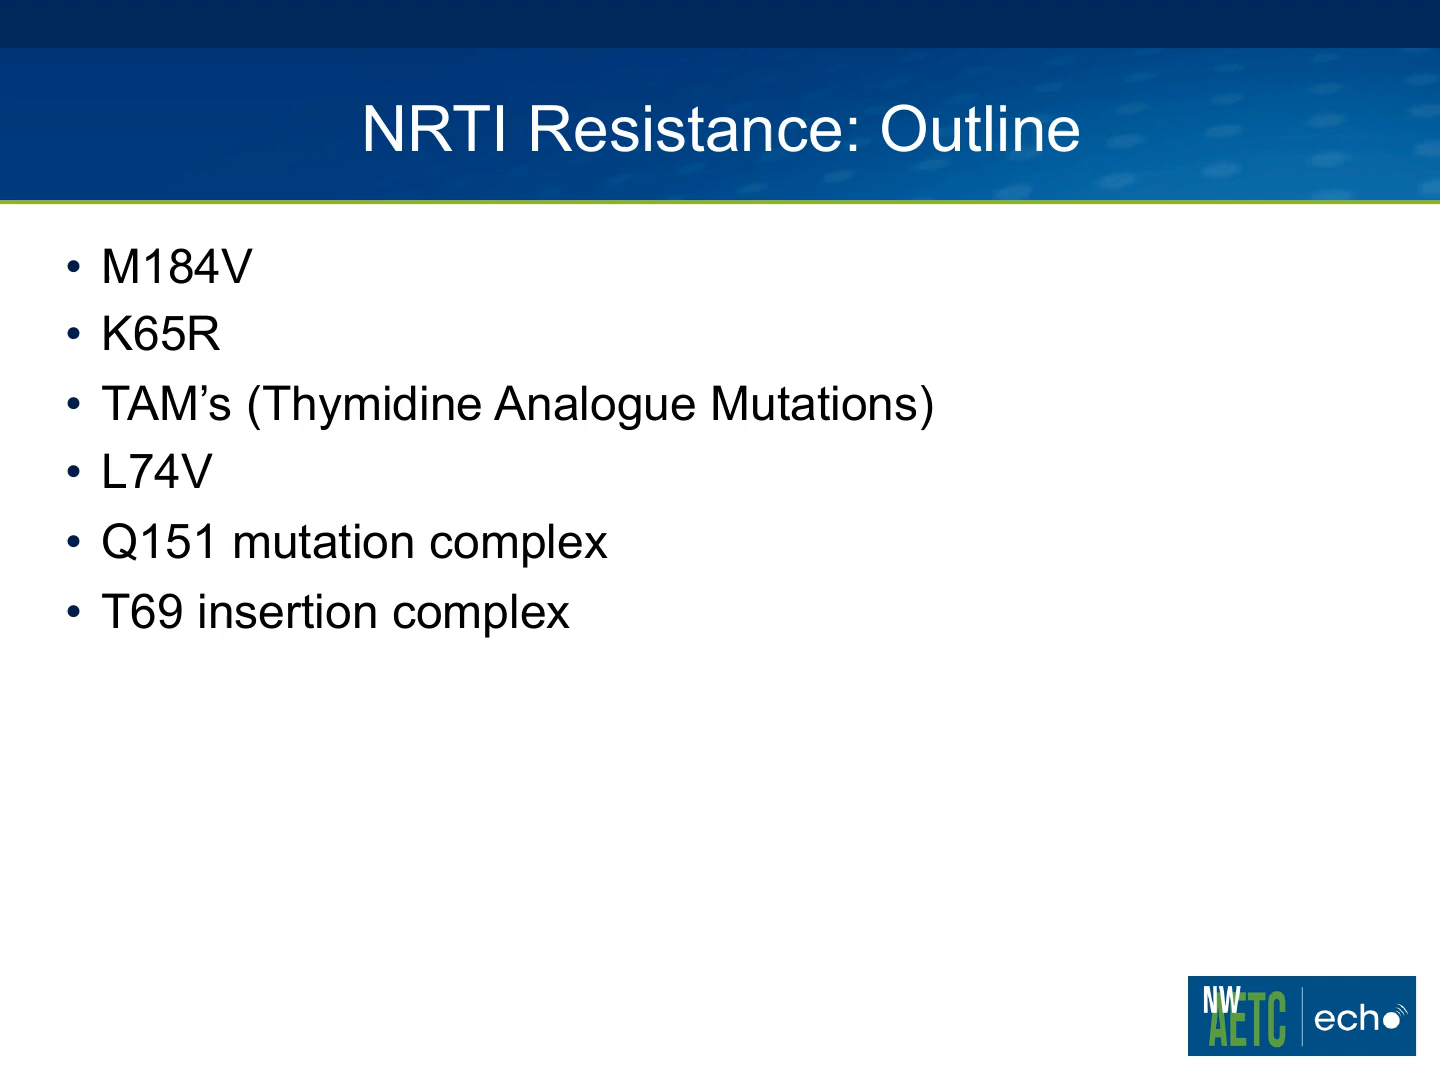 NRTI Resistance: Outline
• M184V
• K65R
• TAM’s (Thymidine Analogue Mutations)
• L74V
• Q151 mutation complex
• T69 insertion complex
NW
AETC
echo